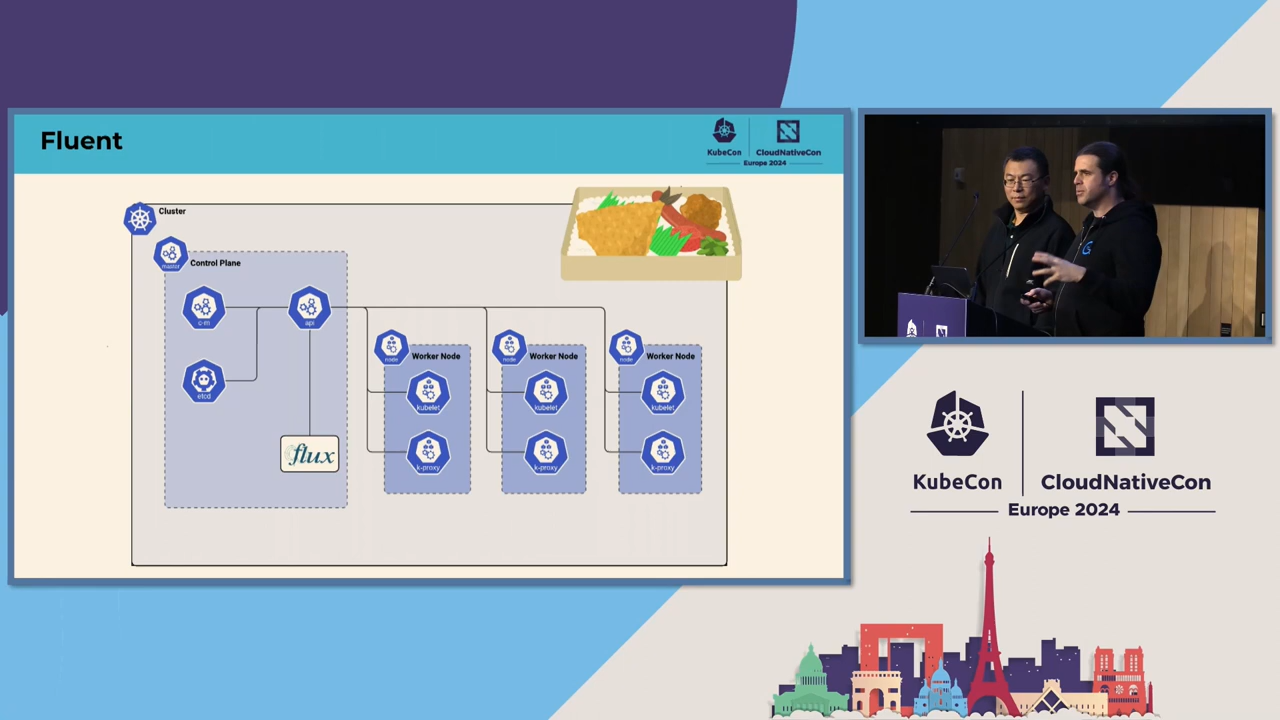 Fluent
KubeCon
CloudNativeCon
Europe 2024
Cluster
master
Control Plane
c-m
api
etcd
flux
node
Worker Node
kubelet
k-proxy
node
Worker Node
kubelet
k-proxy
node
Worker Node
kubelet
k-proxy
KubeCon
CloudNativeCon
Europe 2024